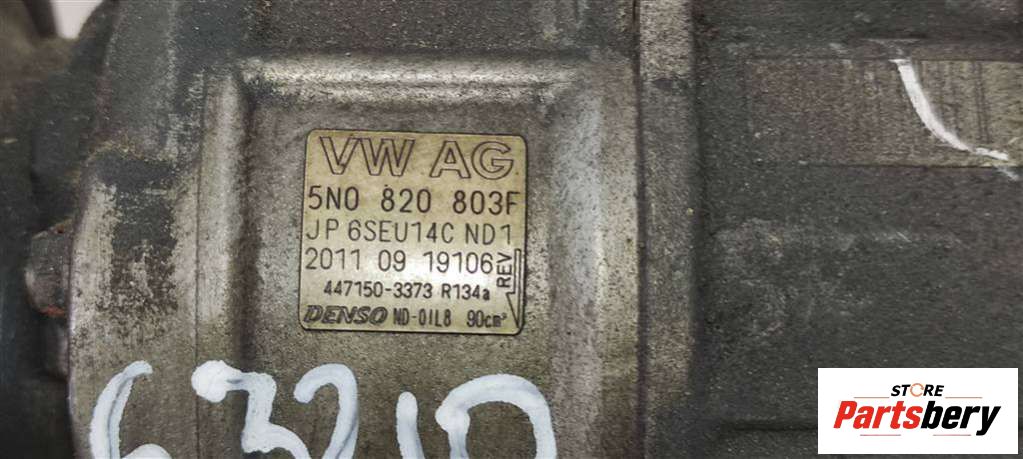 VW AG
5N0 820 803F
JP 6SEU14C ND1
2011 09 19106
REV
447150-3373 R134a
DENSO ND-OIL8 90cm³
63210
STORE
Partsbery